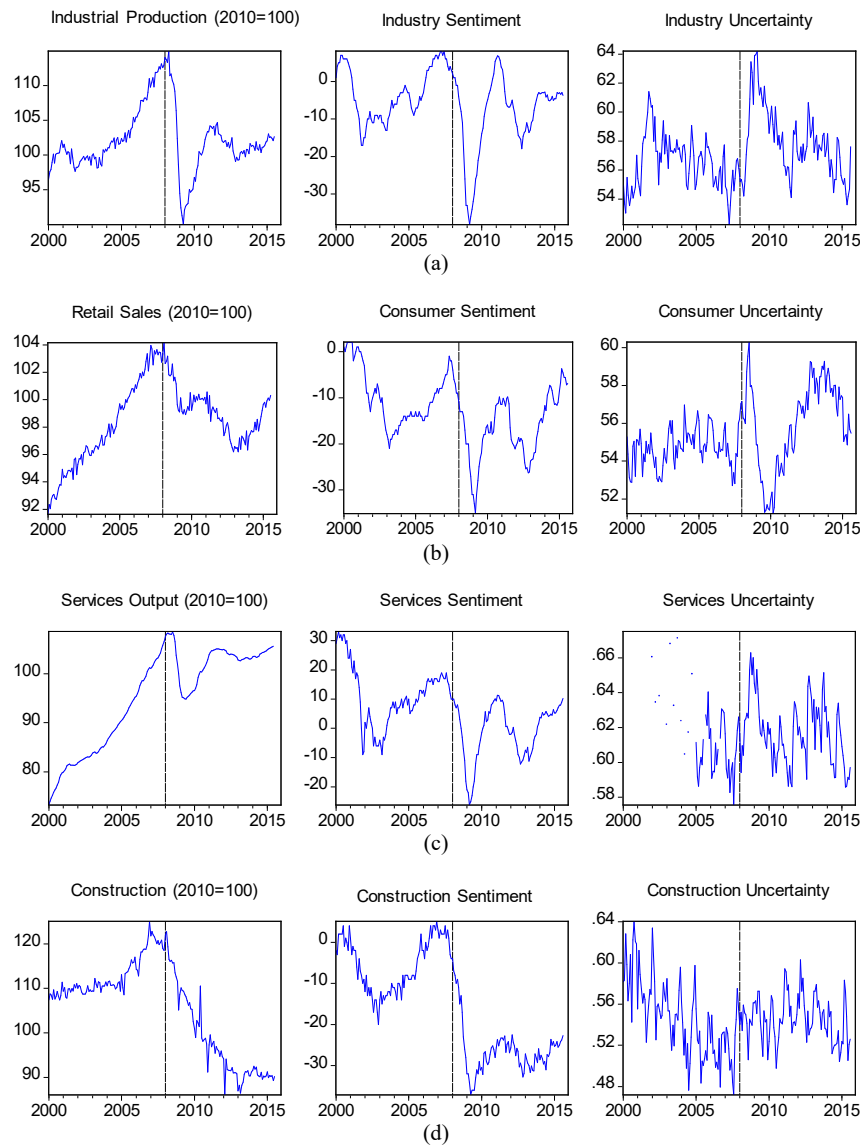 Industrial Production (2010=100) Industry Sentiment Industry Uncertainty
115 0 .64
110 .62
105 -10 .60
100 -20 .58
95 -30 .56
.54
2000 2005 2010 2015 2000 2005 2010 2015 2000 2005 2010 2015
(a)
Retail Sales (2010=100) Consumer Sentiment Consumer Uncertainty
104 0 .60
102 .58
100 -10 .56
98 -20 .54
96 -30 .52
94
92
2000 2005 2010 2015 2000 2005 2010 2015 2000 2005 2010 2015
(b)
Services Output (2010=100) Services Sentiment Services Uncertainty
100 30 .66
90 20 .64
80 10 .62
0 .60
-10 .58
-20
2000 2005 2010 2015 2000 2005 2010 2015 2000 2005 2010 2015
(c)
Construction (2010=100) Construction Sentiment Construction Uncertainty
120 0 .64
110 -10 .60
100 -20 .56
90 -30 .52
.48
2000 2005 2010 2015 2000 2005 2010 2015 2000 2005 2010 2015
(d)